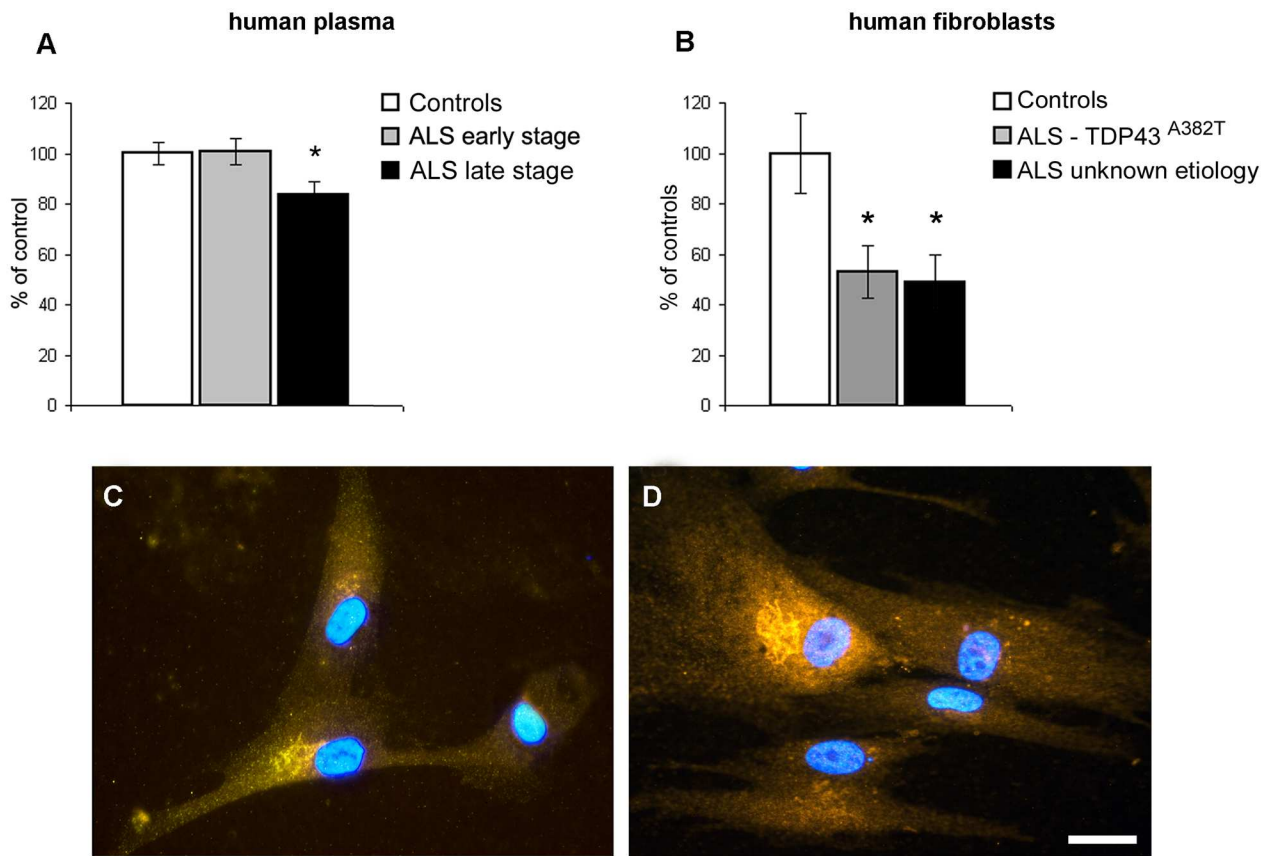 human plasma
A
120
100
80
60
40
20
0
% of control
Controls
ALS early stage
ALS late stage
*
human fibroblasts
B
120
100
80
60
40
20
0
% of controls
Controls
ALS - TDP43 A382T
ALS unknown etiology
* *
C
D